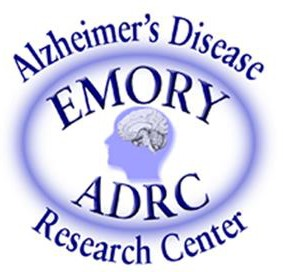 Alzheimer's Disease
EMORY
ADRC
Research Center